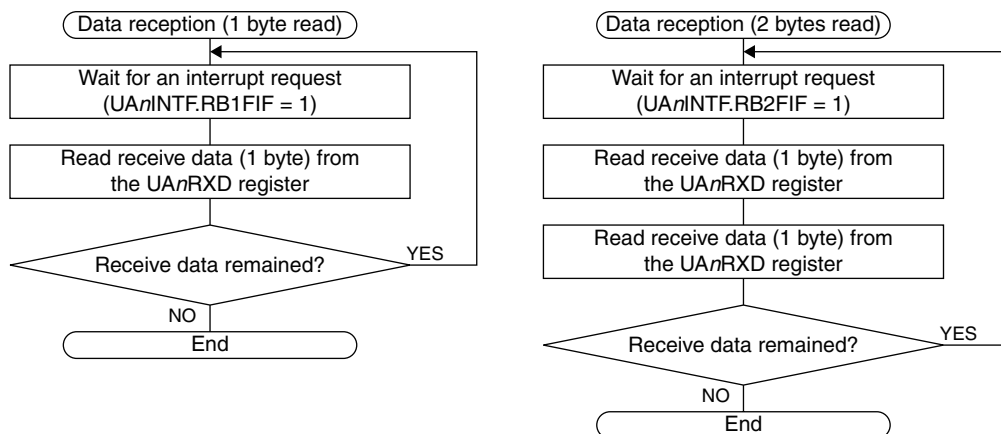 Data reception (1 byte read)
Wait for an interrupt request
(UAnINTF.RB1FIF = 1)
Read receive data (1 byte) from
the UAnRXD register
Receive data remained?
YES
NO
End
Data reception (2 bytes read)
Wait for an interrupt request
(UAnINTF.RB2FIF = 1)
Read receive data (1 byte) from
the UAnRXD register
Read receive data (1 byte) from
the UAnRXD register
Receive data remained?
YES
NO
End